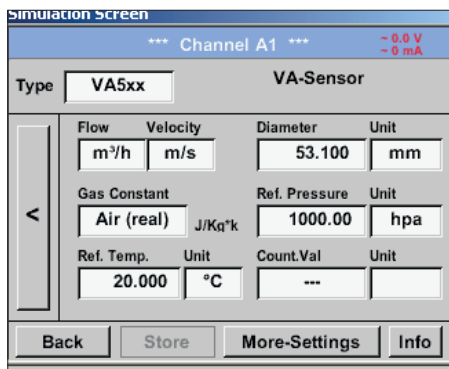 Simulation Screen
*** Channel A1 ***
~ 0.0 V
~ 0 mA
Type VA5xx VA-Sensor
Flow Velocity Diameter Unit
m³/h m/s 53.100 mm
Gas Constant Ref. Pressure Unit
< Air (real) J/Kg*k 1000.00 hpa
Ref. Temp. Unit Count.Val Unit
20.000 °C ---
Back Store More-Settings Info